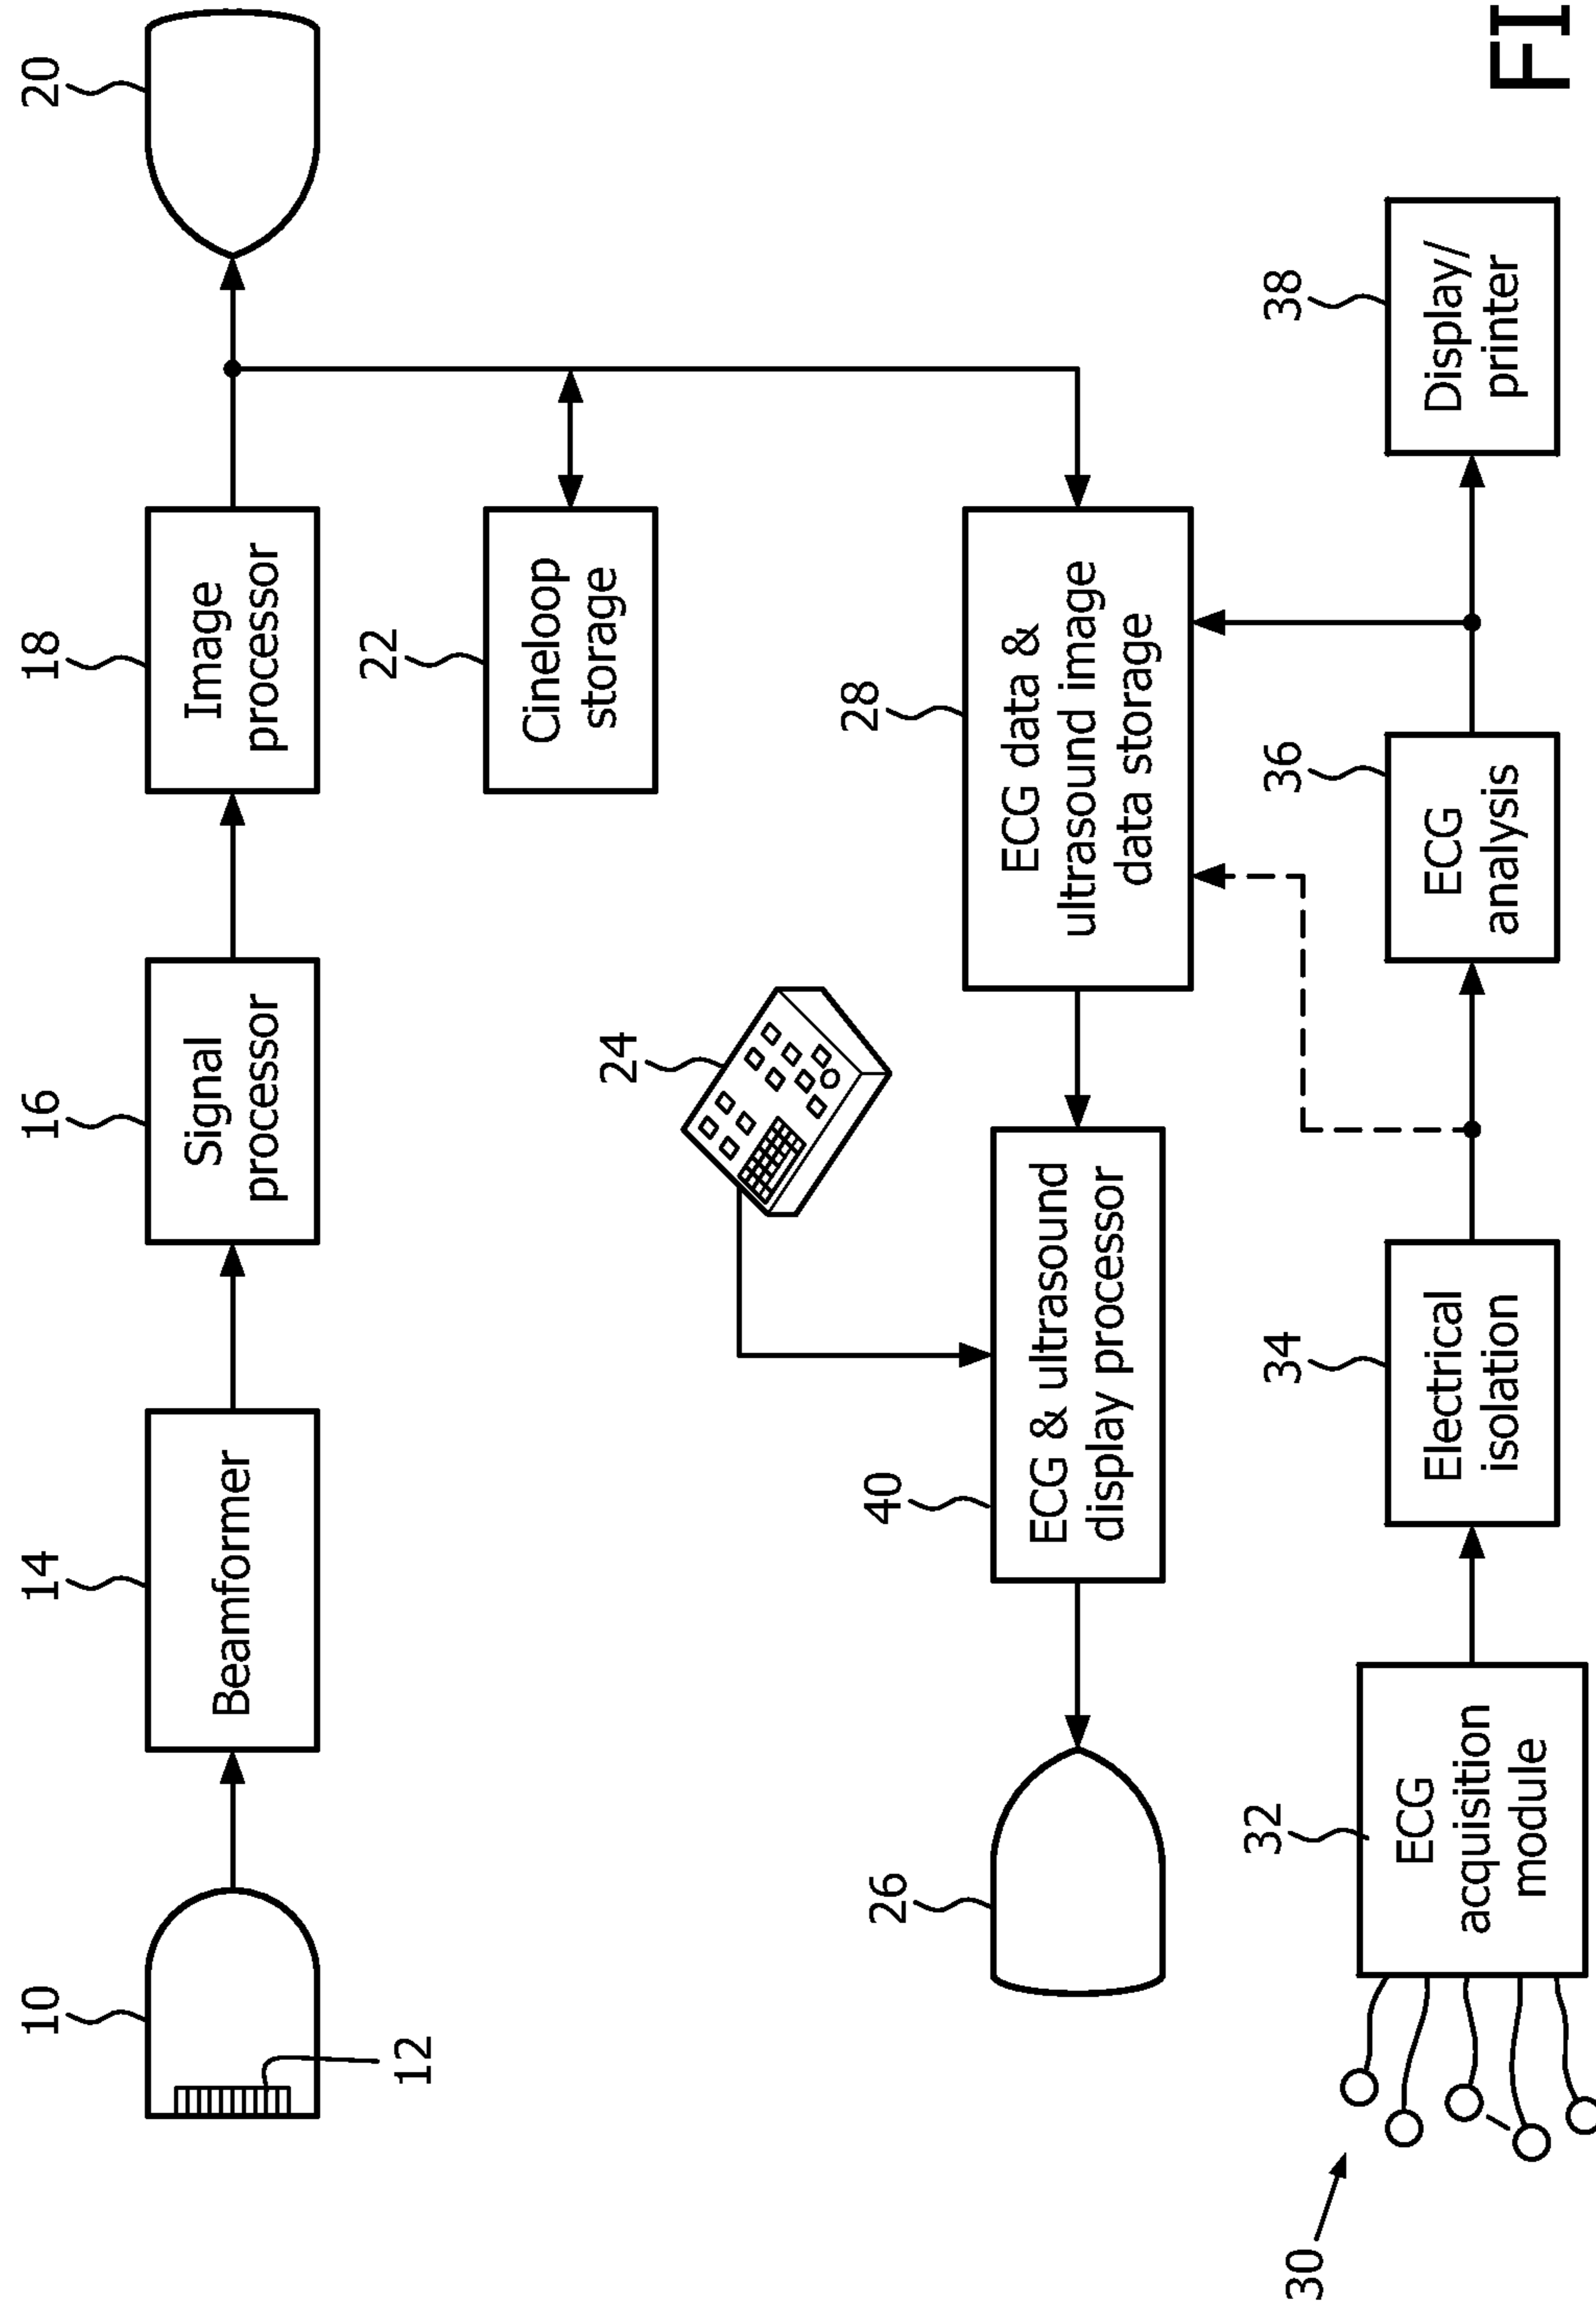 10
12
14
Beamformer
16
Signal
processor
18
Image
processor
20
22
Cineloop
storage
24
26
40
ECG & ultrasound
display processor
28
ECG data &
ultrasound image
data storage
30
32
ECG
acquisition
module
34
Electrical
isolation
36
ECG
analysis
38
Display/
printer
FI